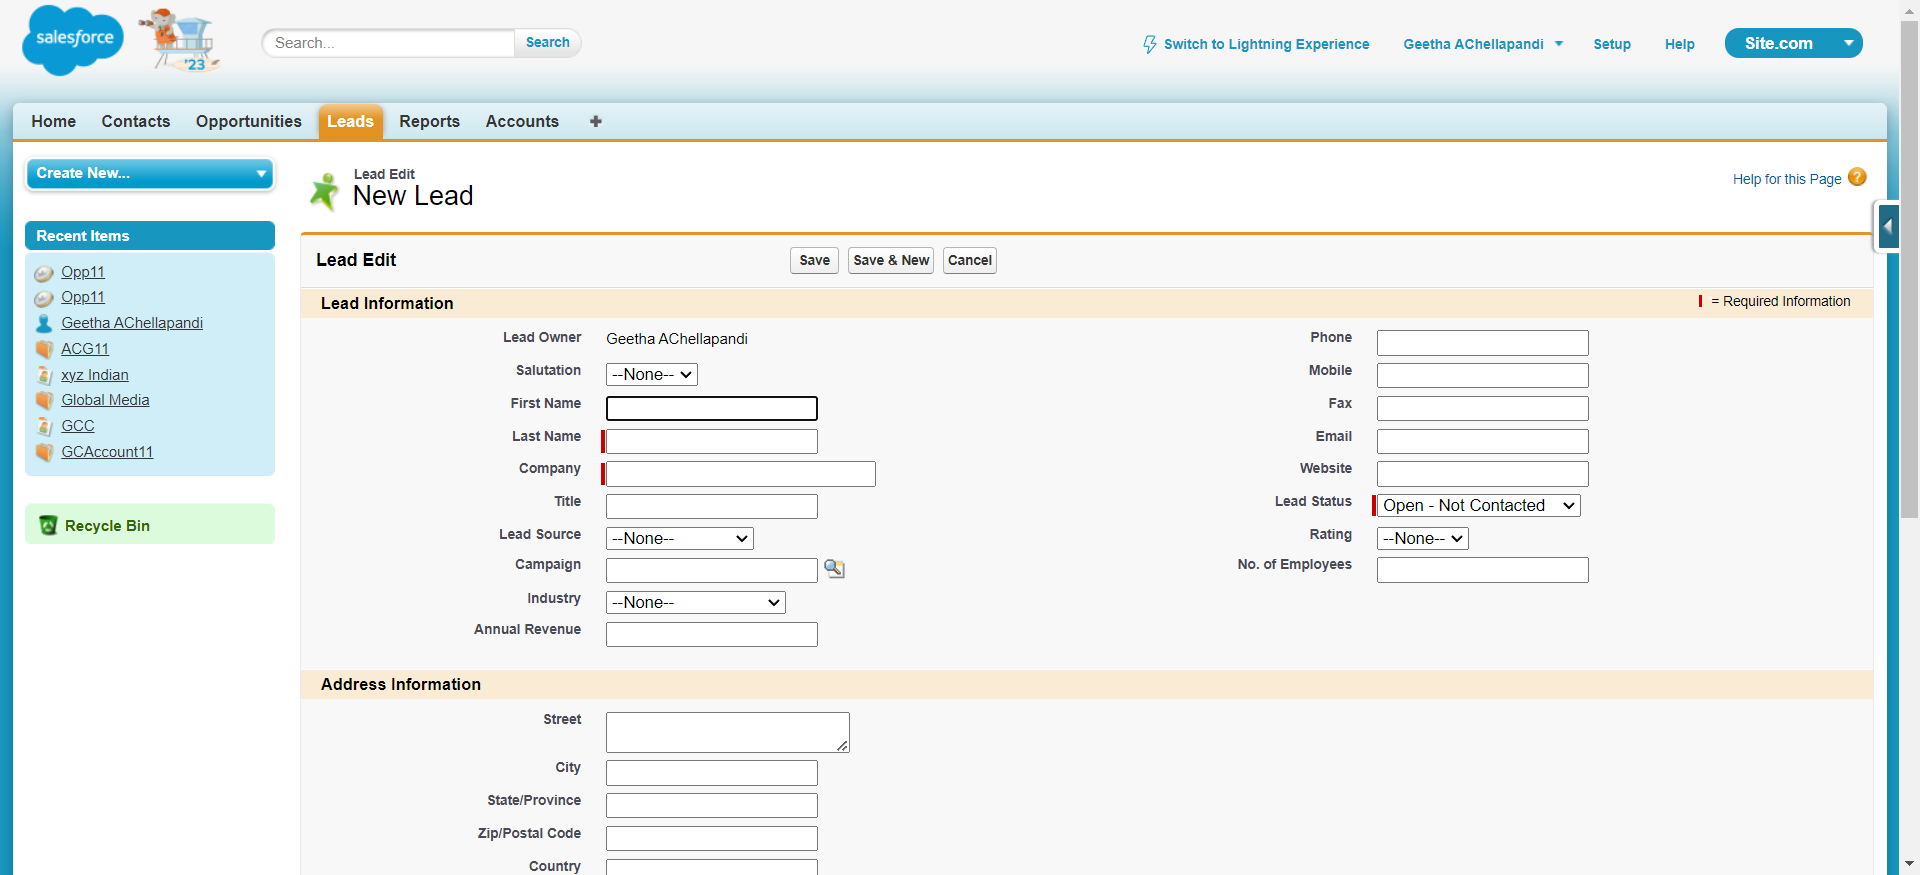 salesforce
'23
Search...
Search
Switch to Lightning Experience
Geetha AChellapandi
Setup
Help
Site.com
Home
Contacts
Opportunities
Leads
Reports
Accounts
+
Create New...
Recent Items
Opp11
Opp11
Geetha AChellapandi
ACG11
xyz Indian
Global Media
GCC
GCAccount11
Recycle Bin
Lead Edit
New Lead
Help for this Page
?
Lead Edit
Save
Save & New
Cancel
Lead Information
= Required Information
Lead Owner
Geetha AChellapandi
Salutation
--None--
First Name
Last Name
Company
Title
Lead Source
--None--
Campaign
Industry
--None--
Annual Revenue
Phone
Mobile
Fax
Email
Website
Lead Status
Open - Not Contacted
Rating
--None--
No. of Employees
Address Information
Street
City
State/Province
Zip/Postal Code
Country